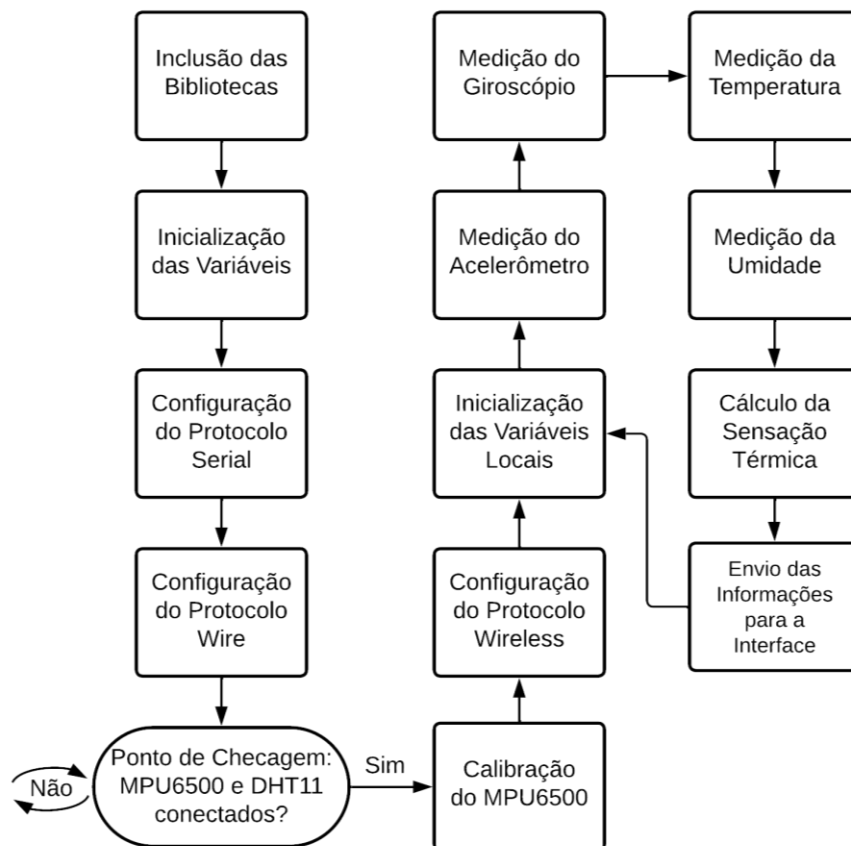 Inclusão das
Bibliotecas
Inicialização
das Variáveis
Configuração
do Protocolo
Serial
Configuração
do Protocolo
Wire
Ponto de Checagem:
MPU6500 e DHT11
conectados?
Não
Sim
Calibração
do MPU6500
Configuração
do Protocolo
Wireless
Inicialização
das Variáveis
Locais
Medição do
Acelerômetro
Medição do
Giroscópio
Medição da
Temperatura
Medição da
Umidade
Cálculo da
Sensação
Térmica
Envio das
Informações
para a
Interface